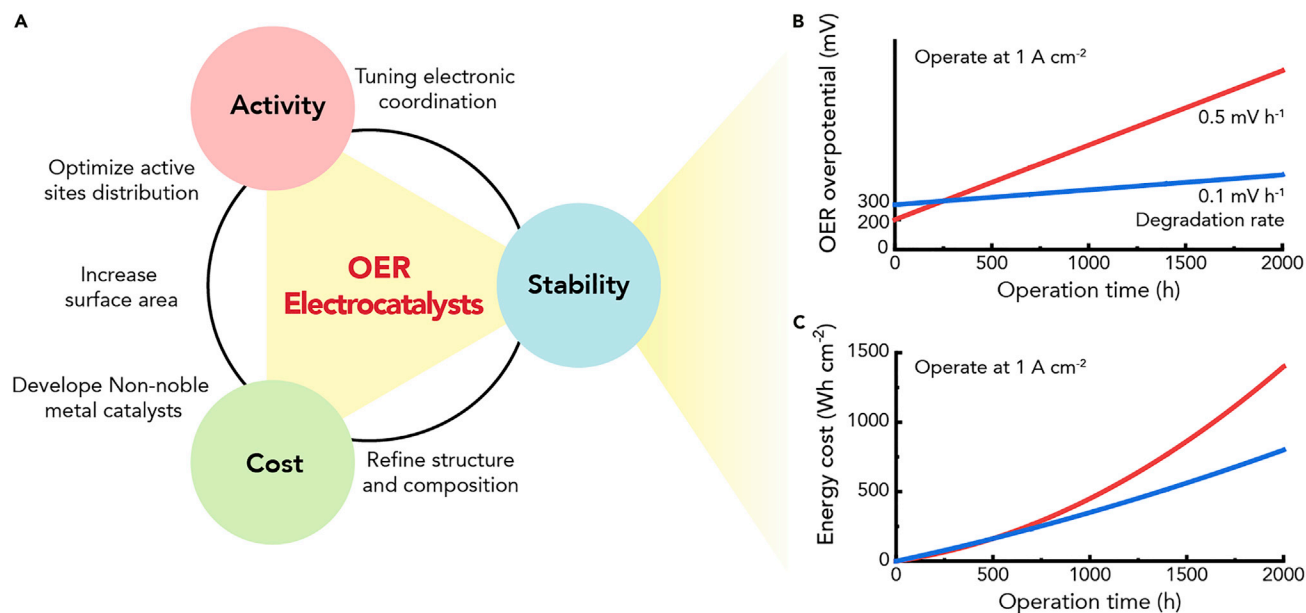 A
Activity
Tuning electronic
coordination
Optimize active
sites distribution
OER
Electrocatalysts
Stability
Increase
surface area
Develope Non-noble
metal catalysts
Cost
Refine structure
and composition
B
OER overpotential (mV)
Operate at 1 A cm⁻²
0.5 mV h⁻¹
0.1 mV h⁻¹
Degradation rate
300
200
0
0 500 1000 1500 2000
Operation time (h)
C
Energy cost (Wh cm⁻²)
Operate at 1 A cm⁻²
1500
1000
500
0
0 500 1000 1500 2000
Operation time (h)